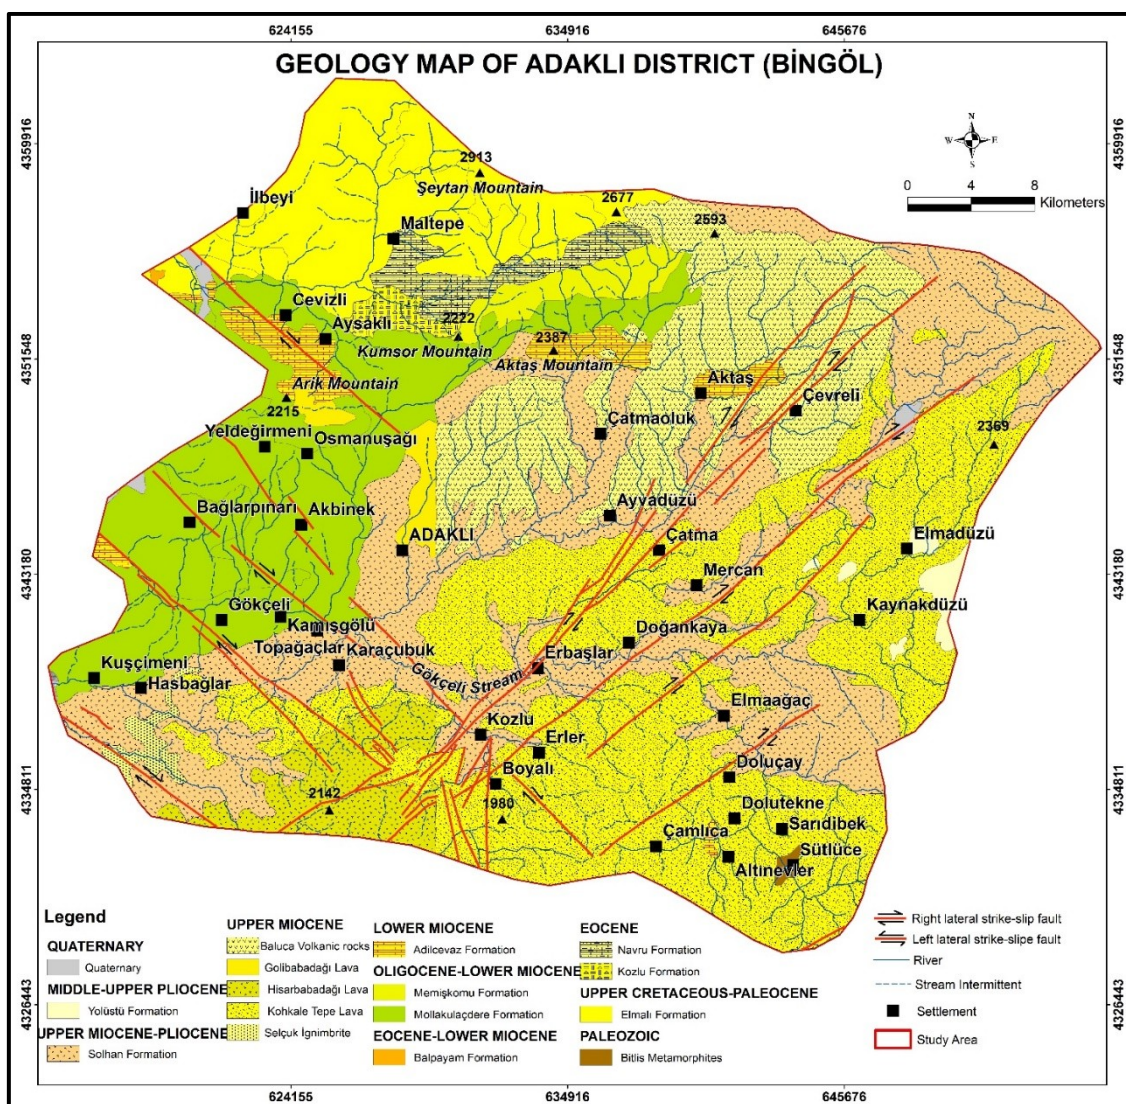 624155 634916 645676
GEOLOGY MAP OF ADAKLI DISTRICT (BİNGÖL)
4359916 4359916
N
W E
S
0 4 8
Kilometers
2913
Şeytan Mountain
İlbeyi
2677
2593
Maltepe
Cevizli
2222
Aysaklı
Kumsor Mountain
2387
Aktaş Mountain
4351548 4351548
Arik Mountain
2215
Aktaş
Çevreli
Çatmaoluk
Yeldeğirmeni
Osmanuşağı
2369
Bağlarpınarı
Akbinek
Ayvadüzü
ADAKLI
Çatma
Elmadüzü
4343180 4343180
Mercan
Gökçeli
Kamışgölü
Kaynakdüzü
Topağaçlar
Karaçubuk
Doğankaya
Erbaşlar
Gökçeli Stream
Kuşçimeni
Hasbağlar
Elmaağaç
Kozlu
Erler
Boyalı
Doluçay
4334811 4334811
2142
1980
Dolutekne
Çamlıca
Sarıdibek
Sütlüce
Altınevler
Legend
QUATERNARY
Quaternary
MIDDLE-UPPER PLIOCENE
Yolüstü Formation
UPPER MIOCENE-PLIOCENE
Solhan Formation
UPPER MIOCENE
Baluca Volkanic rocks
Golibabadağı Lava
Hisarbabadağı Lava
Kohkale Tepe Lava
Selçuk İgnimbrite
LOWER MIOCENE
Adilcevaz Formation
OLIGOCENE-LOWER MIOCENE
Memişkomu Formation
Mollakulaçdere Formation
EOCENE-LOWER MIOCENE
Balpayam Formation
EOCENE
Navru Formation
Kozlu Formation
UPPER CRETACEOUS-PALEOCENE
Elmalı Formation
PALEOZOIC
Bitlis Metamorphites
Right lateral strike-slip fault
Left lateral strike-slipe fault
River
Stream Intermittent
Settlement
Study Area
4326443 4326443
624155 634916 645676